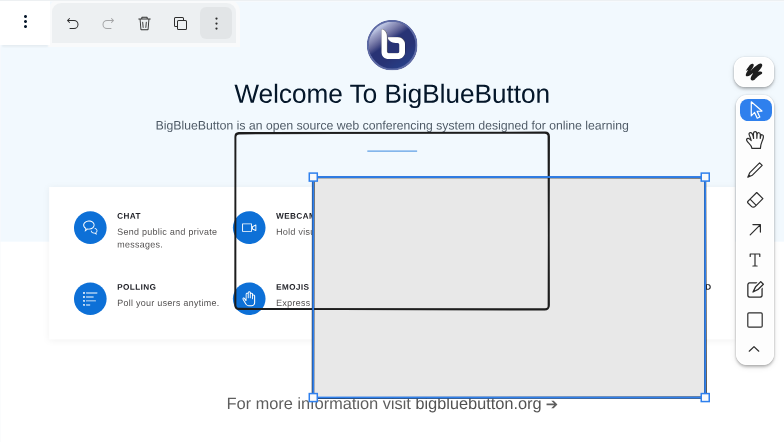 Welcome To BigBlueButton
BigBlueButton is an open source web conferencing system designed for online learning
CHAT
Send public and private
messages.
WEBCAM
Hold
POLLING
Poll your users anytime.
EMOJIS
Express
For more information visit bigbluebutton.org →
T